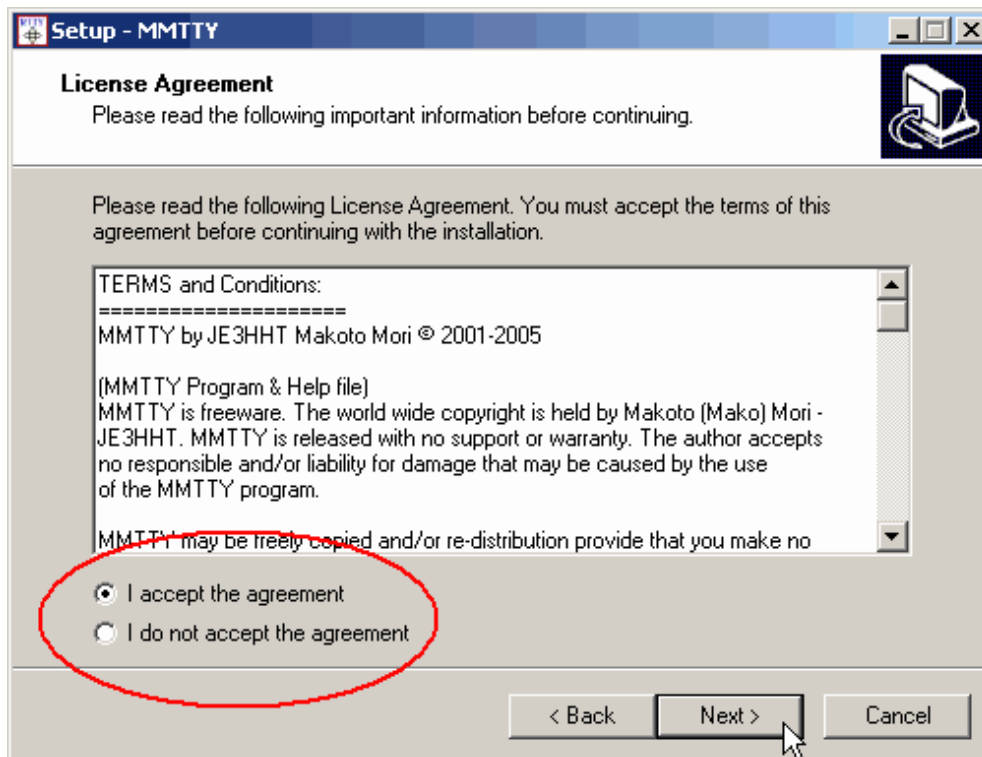 Setup - MMTTY
License Agreement
Please read the following important information before continuing.
Please read the following License Agreement. You must accept the terms of this
agreement before continuing with the installation.
TERMS and Conditions:
=====================
MMTTY by JE3HHT Makoto Mori © 2001-2005
(MMTTY Program & Help file)
MMTTY is freeware. The world wide copyright is held by Makoto (Mako) Mori -
JE3HHT. MMTTY is released with no support or warranty. The author accepts
no responsible and/or liability for damage that may be caused by the use
of the MMTTY program.
MMTTY may be freely copied and/or re-distribution provide that you make no
I accept the agreement
I do not accept the agreement
< Back Next > Cancel